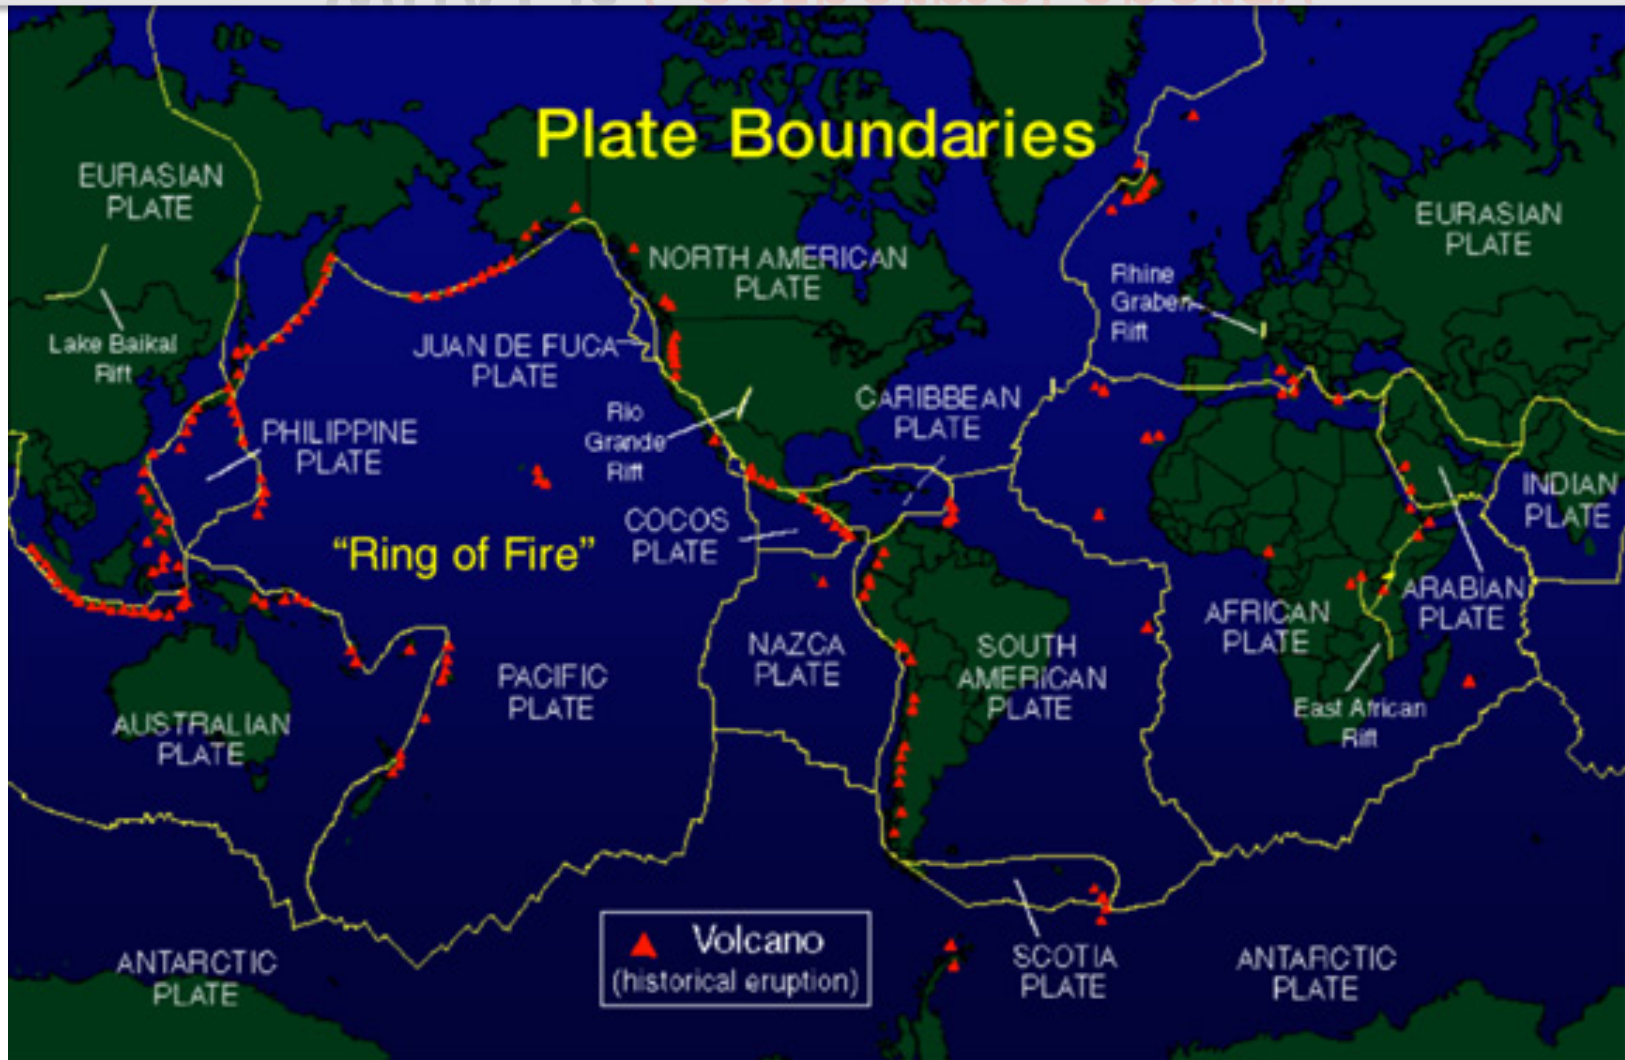 Plate Boundaries
EURASIAN
PLATE
EURASIAN
PLATE
NORTH AMERICAN
PLATE
Rhine
Graben
Rift
Lake Baikal
Rift
JUAN DE FUCA
PLATE
CARIBBEAN
PLATE
Rio
Grande
Rift
PHILIPPINE
PLATE
INDIAN
PLATE
COCOS
PLATE
"Ring of Fire"
ARABIAN
PLATE
AFRICAN
PLATE
NAZCA
PLATE
SOUTH
AMERICAN
PLATE
PACIFIC
PLATE
AUSTRALIAN
PLATE
East African
Rift
Volcano
(historical eruption)
SCOTIA
PLATE
ANTARCTIC
PLATE
ANTARCTIC
PLATE